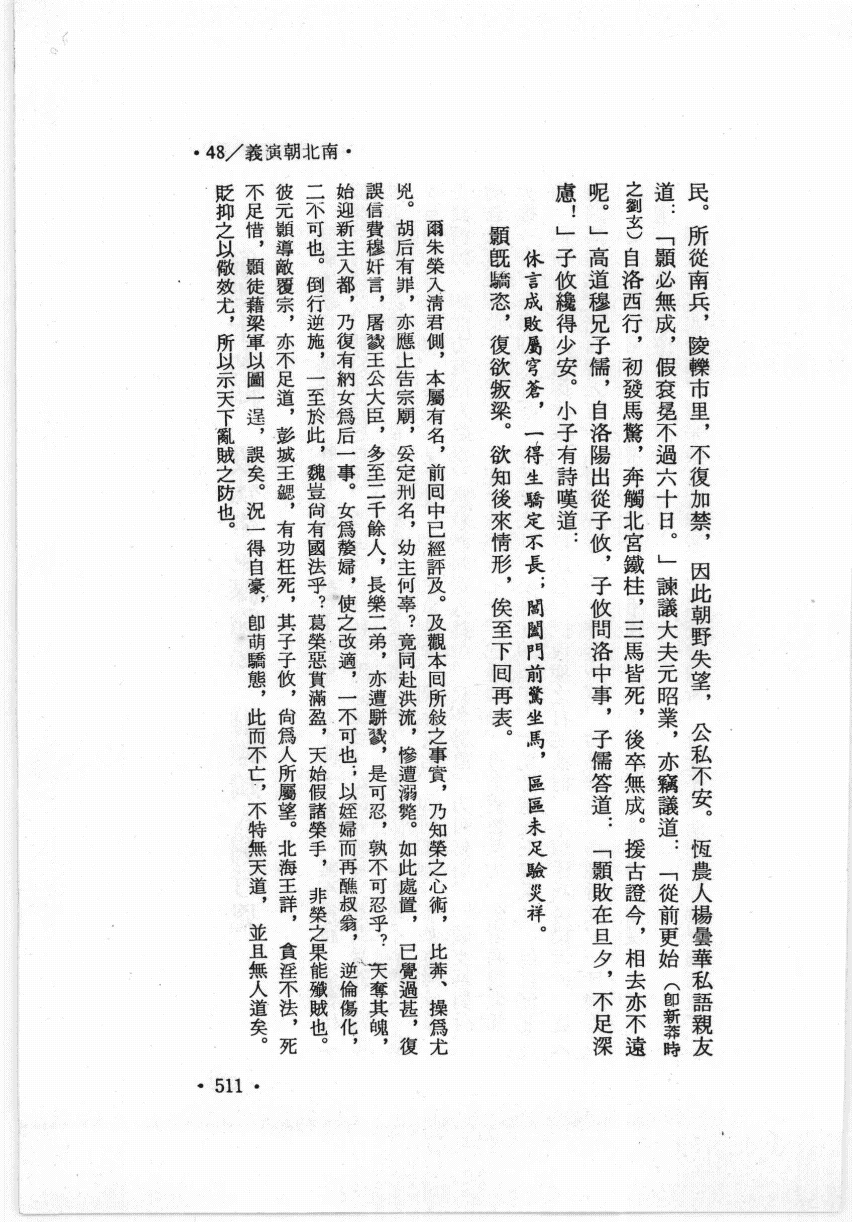 ・48／義演朝北南・
民。所從南兵，陵轢市里，不復加禁，因此朝野失望，公私不安。恆農人楊曇華私語親友
道：「顥必無成，假袞冕不過六十日。」諫議大夫元昭業，亦竊議道：「從前更始（卽新莽時
之劉玄）自洛西行，初發馬驚，奔觸北宮鐵柱，三馬皆死，後卒無成。援古證今，相去亦不遠
呢。」高道穆兄子儒，自洛陽出從子攸，子攸問洛中事，子儒答道：「顥敗在旦夕，不足深
慮！」子攸纔得少安。小子有詩嘆道：
休言成敗屬穹蒼，一得生驕定不長；閶闔門前驚坐馬，區區未足驗災祥。
顥旣驕恣，復欲叛梁。欲知後來情形，俟至下回再表。
爾朱榮入淸君側，本屬有名，前回中已經評及。及觀本回所敍之事實，乃知榮之心術，比莽、操爲尤
兇。胡后有罪，亦應上告宗廟，妥定刑名，幼主何辜？竟同赴洪流，慘遭溺斃。如此處置，已覺過甚，復
誤信費穆奸言，屠戮王公大臣，多至二千餘人，長樂二弟，亦遭駢戮，是可忍，孰不可忍乎？天奪其魄，
始迎新主入都，乃復有納女爲后一事。女爲嫠婦，使之改適，一不可也；以姪婦而再醮叔翁，逆倫傷化，
二不可也。倒行逆施，一至於此，魏豈尙有國法乎？葛榮惡貫滿盈，天始假諸榮手，非榮之果能殲賊也。
彼元顥導敵覆宗，亦不足道，彭城王勰，有功枉死，其子子攸，尙爲人所屬望。北海王詳，貪淫不法，死
不足惜，顥徒藉梁軍以圖一逞，誤矣。況一得自豪，卽萌驕態，此而不亡，不特無天道，並且無人道矣。
貶抑之以儆效尤，所以示天下亂賊之防也。
・511・